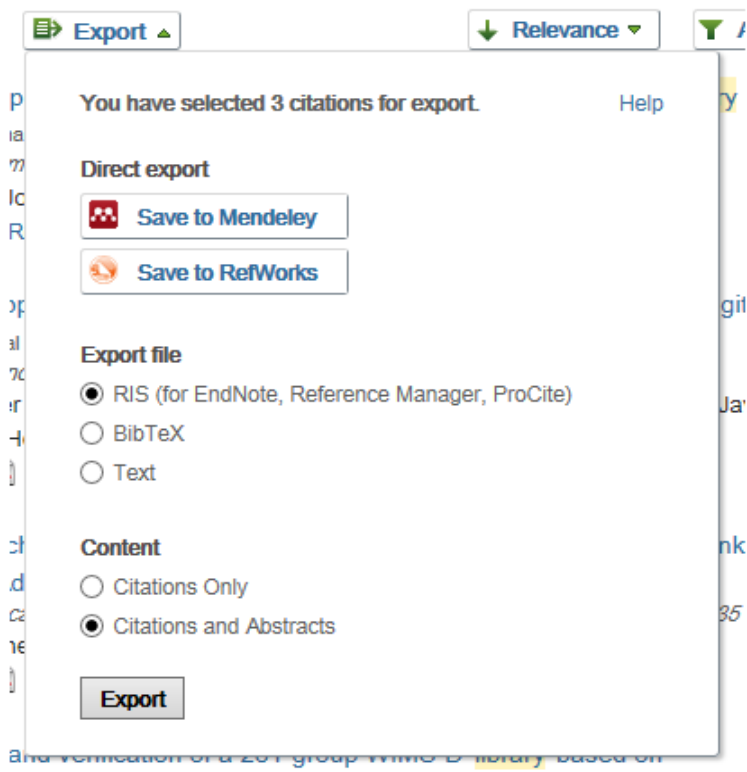 Export
Relevance
You have selected 3 citations for export.
Help
Direct export
Save to Mendeley
Save to RefWorks
Export file
RIS (for EndNote, Reference Manager, ProCite)
BibTeX
Text
Content
Citations Only
Citations and Abstracts
Export
35